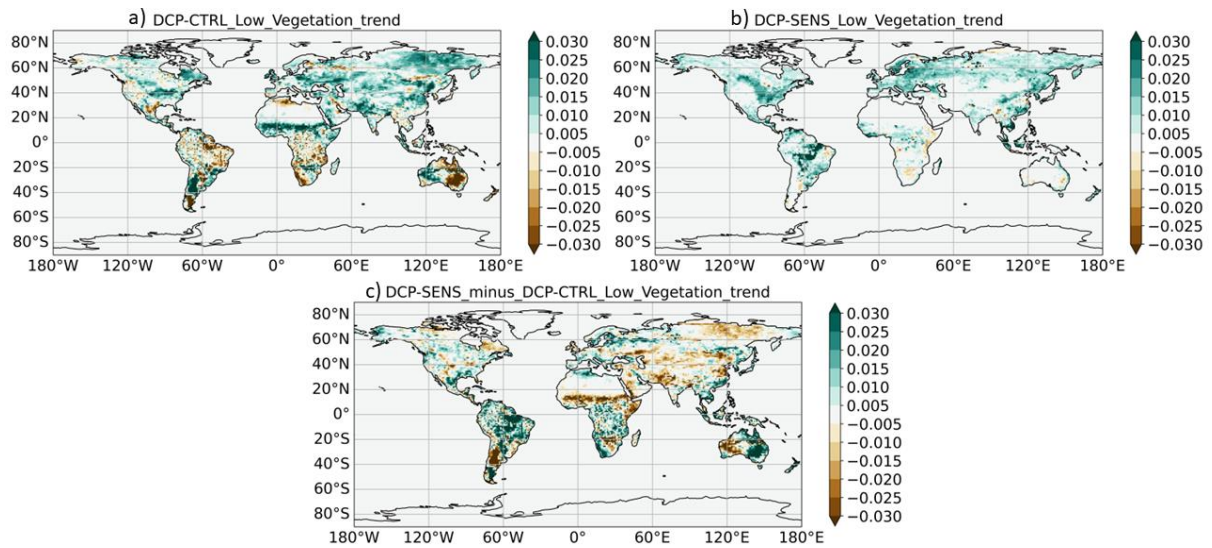 a) DCP-CTRL_Low_Vegetation_trend
80°N
60°N
40°N
20°N
0°
20°S
40°S
60°S
80°S
180°W 120°W 60°W 0° 60°E 120°E 180°E
0.030
0.025
0.020
0.015
0.010
0.005
−0.005
−0.010
−0.015
−0.020
−0.025
−0.030
b) DCP-SENS_Low_Vegetation_trend
80°N
60°N
40°N
20°N
0°
20°S
40°S
60°S
80°S
180°W 120°W 60°W 0° 60°E 120°E 180°E
0.030
0.025
0.020
0.015
0.010
0.005
−0.005
−0.010
−0.015
−0.020
−0.025
−0.030
c) DCP-SENS_minus_DCP-CTRL_Low_Vegetation_trend
80°N
60°N
40°N
20°N
0°
20°S
40°S
60°S
80°S
180°W 120°W 60°W 0° 60°E 120°E 180°E
0.030
0.025
0.020
0.015
0.010
0.005
−0.005
−0.010
−0.015
−0.020
−0.025
−0.030